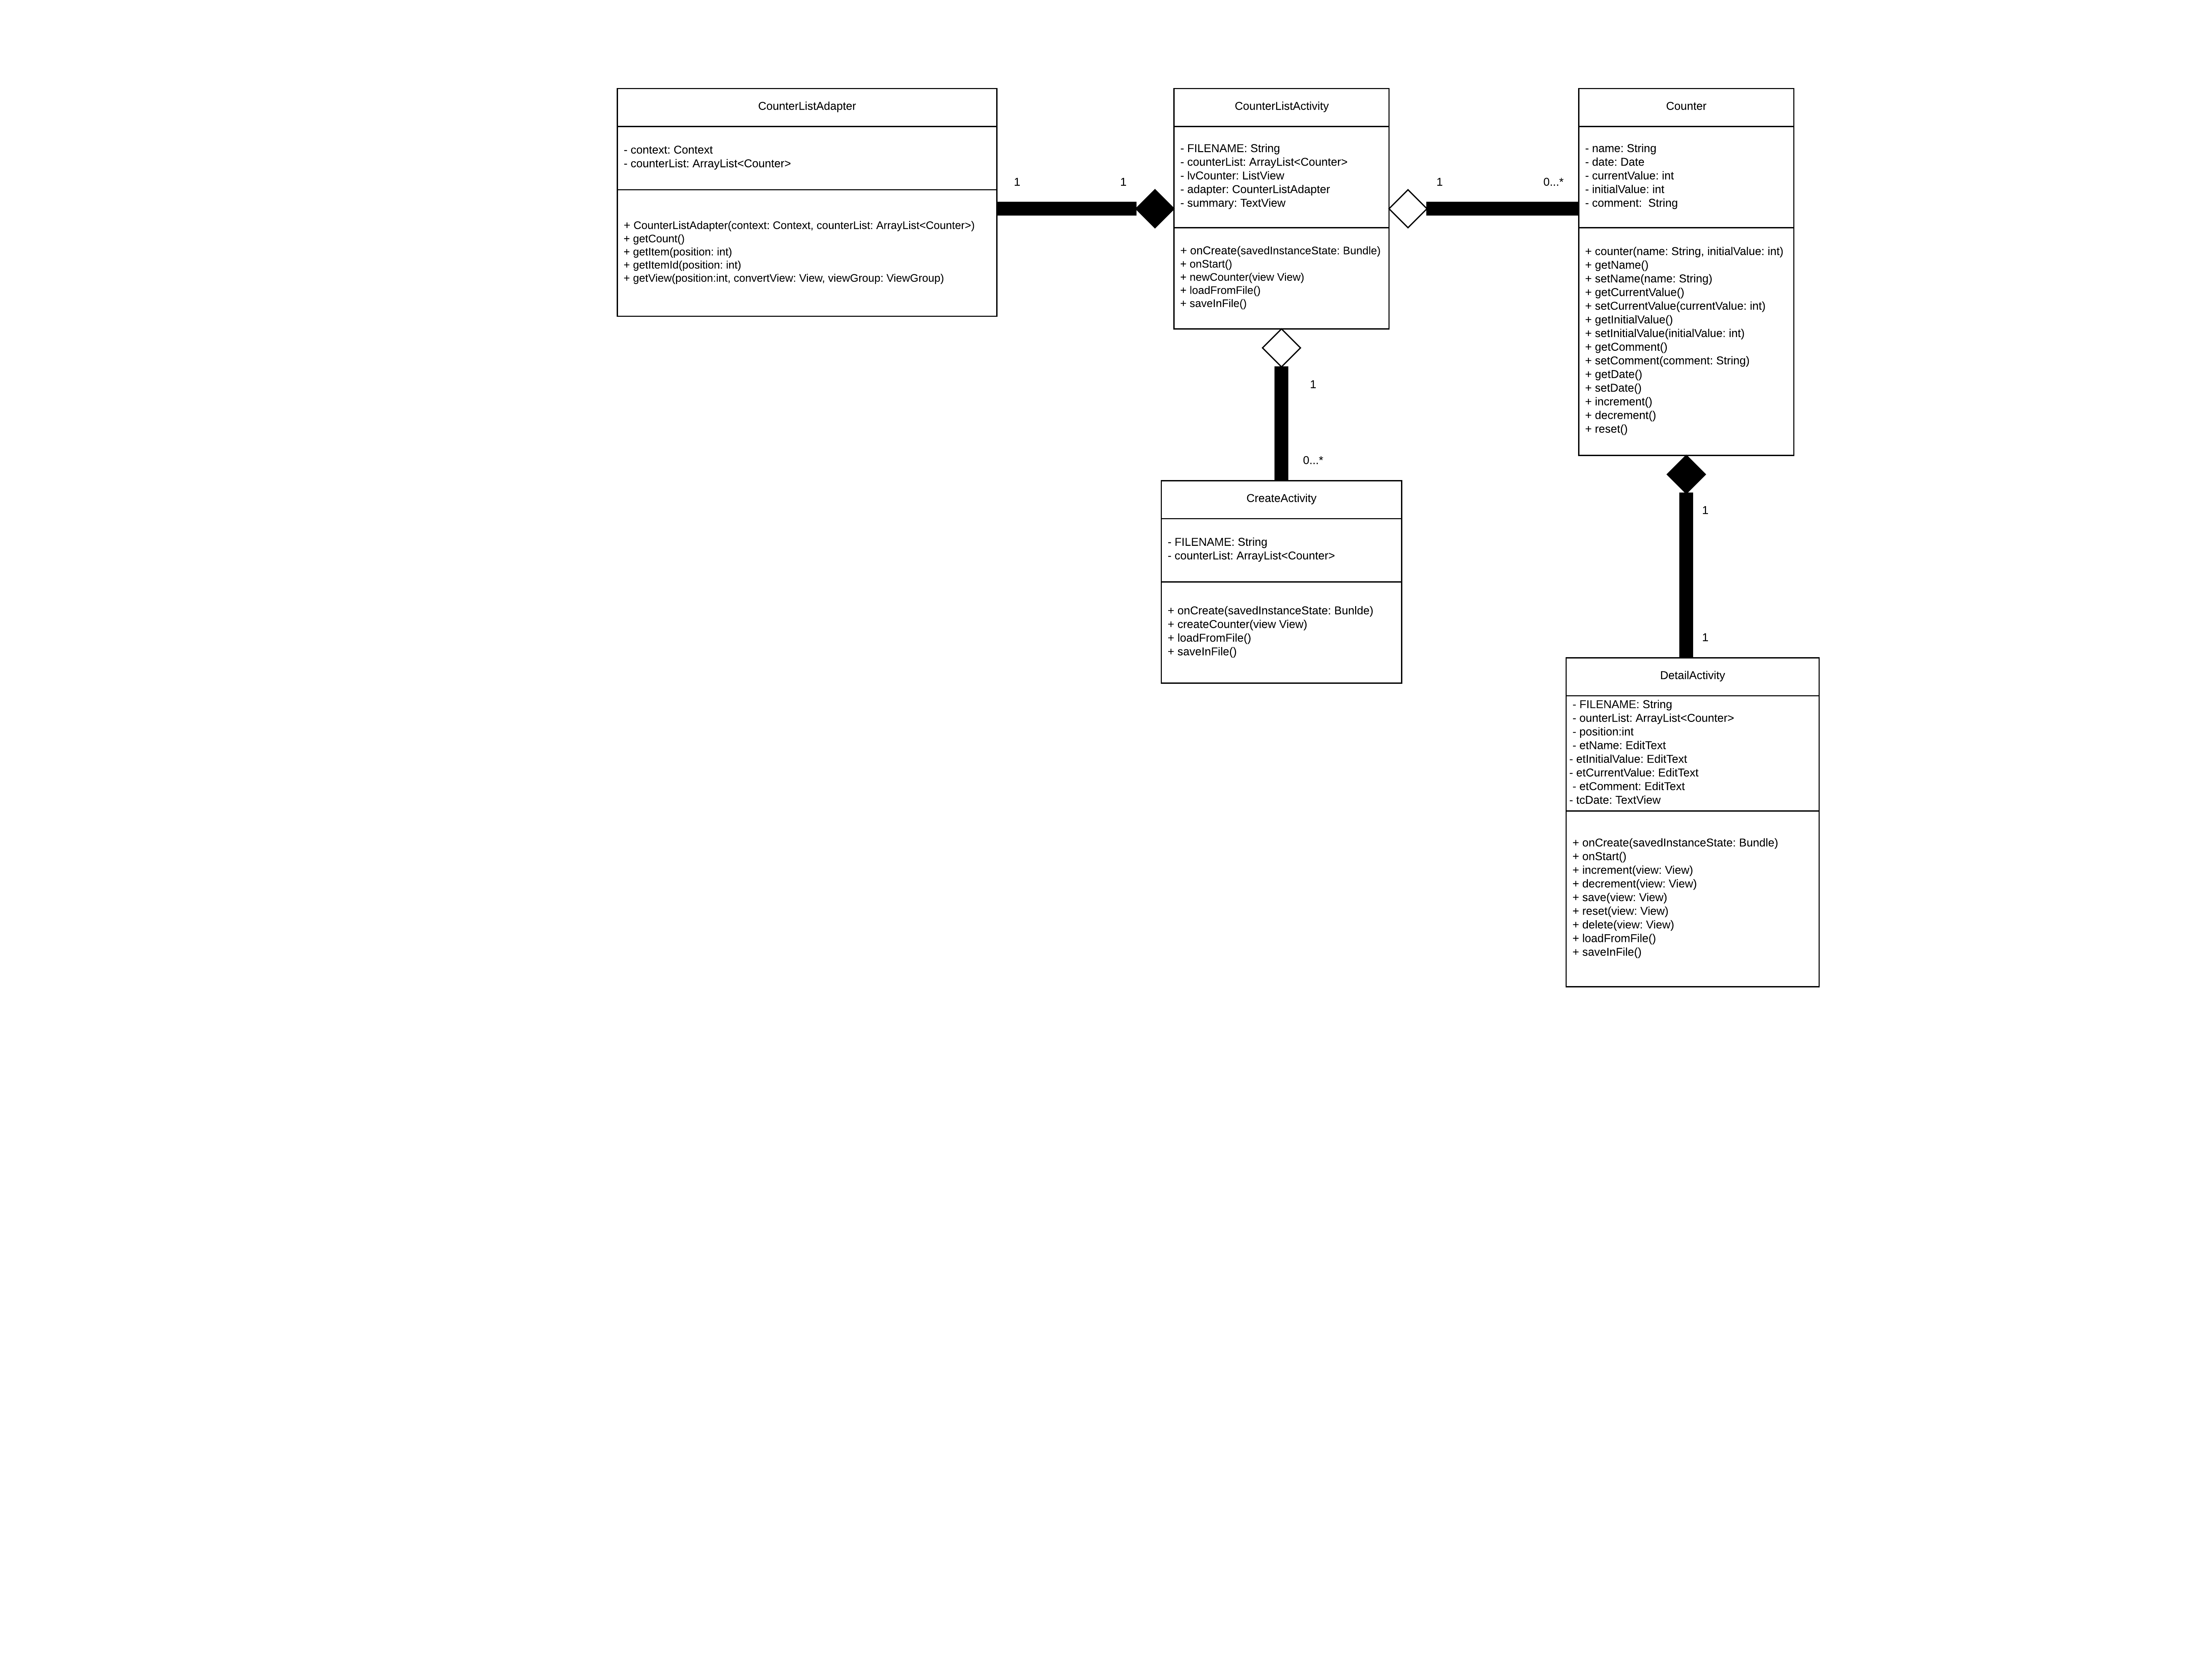 CounterListAdapter
- context: Context
- counterList: ArrayList<Counter>
+ CounterListAdapter(context: Context, counterList: ArrayList<Counter>)
+ getCount()
+ getItem(position: int)
+ getItemId(position: int)
+ getView(position:int, convertView: View, viewGroup: ViewGroup)
1
1
CounterListActivity
- FILENAME: String
- counterList: ArrayList<Counter>
- lvCounter: ListView
- adapter: CounterListAdapter
- summary: TextView
+ onCreate(savedInstanceState: Bundle)
+ onStart()
+ newCounter(view View)
+ loadFromFile()
+ saveInFile()
1
0...*
Counter
- name: String
- date: Date
- currentValue: int
- initialValue: int
- comment:  String
+ counter(name: String, initialValue: int)
+ getName()
+ setName(name: String)
+ getCurrentValue()
+ setCurrentValue(currentValue: int)
+ getInitialValue()
+ setInitialValue(initialValue: int)
+ getComment()
+ setComment(comment: String)
+ getDate()
+ setDate()
+ increment()
+ decrement()
+ reset()
1
0...*
CreateActivity
- FILENAME: String
- counterList: ArrayList<Counter>
+ onCreate(savedInstanceState: Bunlde)
+ createCounter(view View)
+ loadFromFile()
+ saveInFile()
1
1
DetailActivity
- FILENAME: String
- ounterList: ArrayList<Counter>
- position:int
- etName: EditText
- etInitialValue: EditText
- etCurrentValue: EditText
- etComment: EditText
- tcDate: TextView
+ onCreate(savedInstanceState: Bundle)
+ onStart()
+ increment(view: View)
+ decrement(view: View)
+ save(view: View)
+ reset(view: View)
+ delete(view: View)
+ loadFromFile()
+ saveInFile()